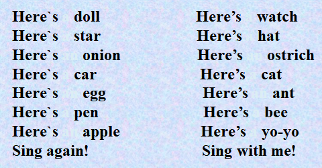 Here`s doll
Here`s star
Here`s onion
Here`s car
Here`s egg
Here`s pen
Here`s apple
Sing again!
Here’s watch
Here’s hat
Here’s ostrich
Here’s cat
Here’s ant
Here’s bee
Here’s yo-yo
Sing with me!